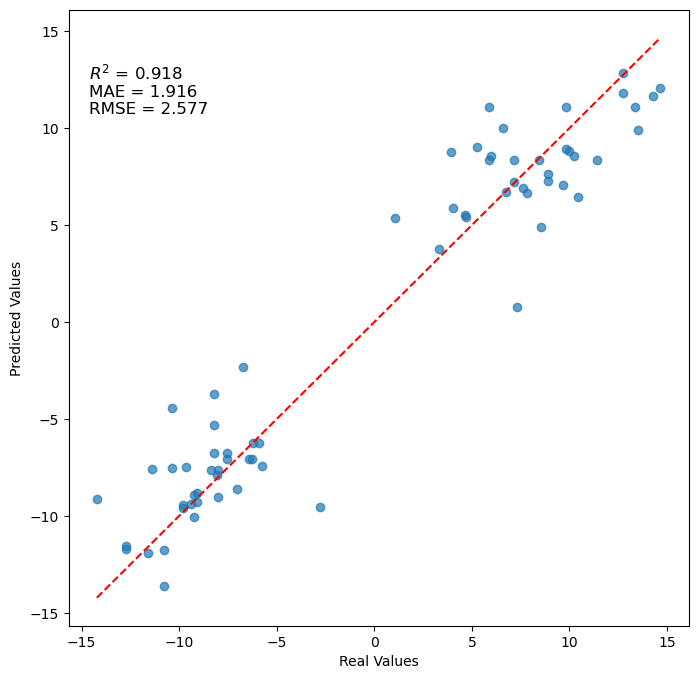 R² = 0.918
MAE = 1.916
RMSE = 2.577
15
10
5
0
−5
−10
−15
Predicted Values
−15 −10 −5 0 5 10 15
Real Values